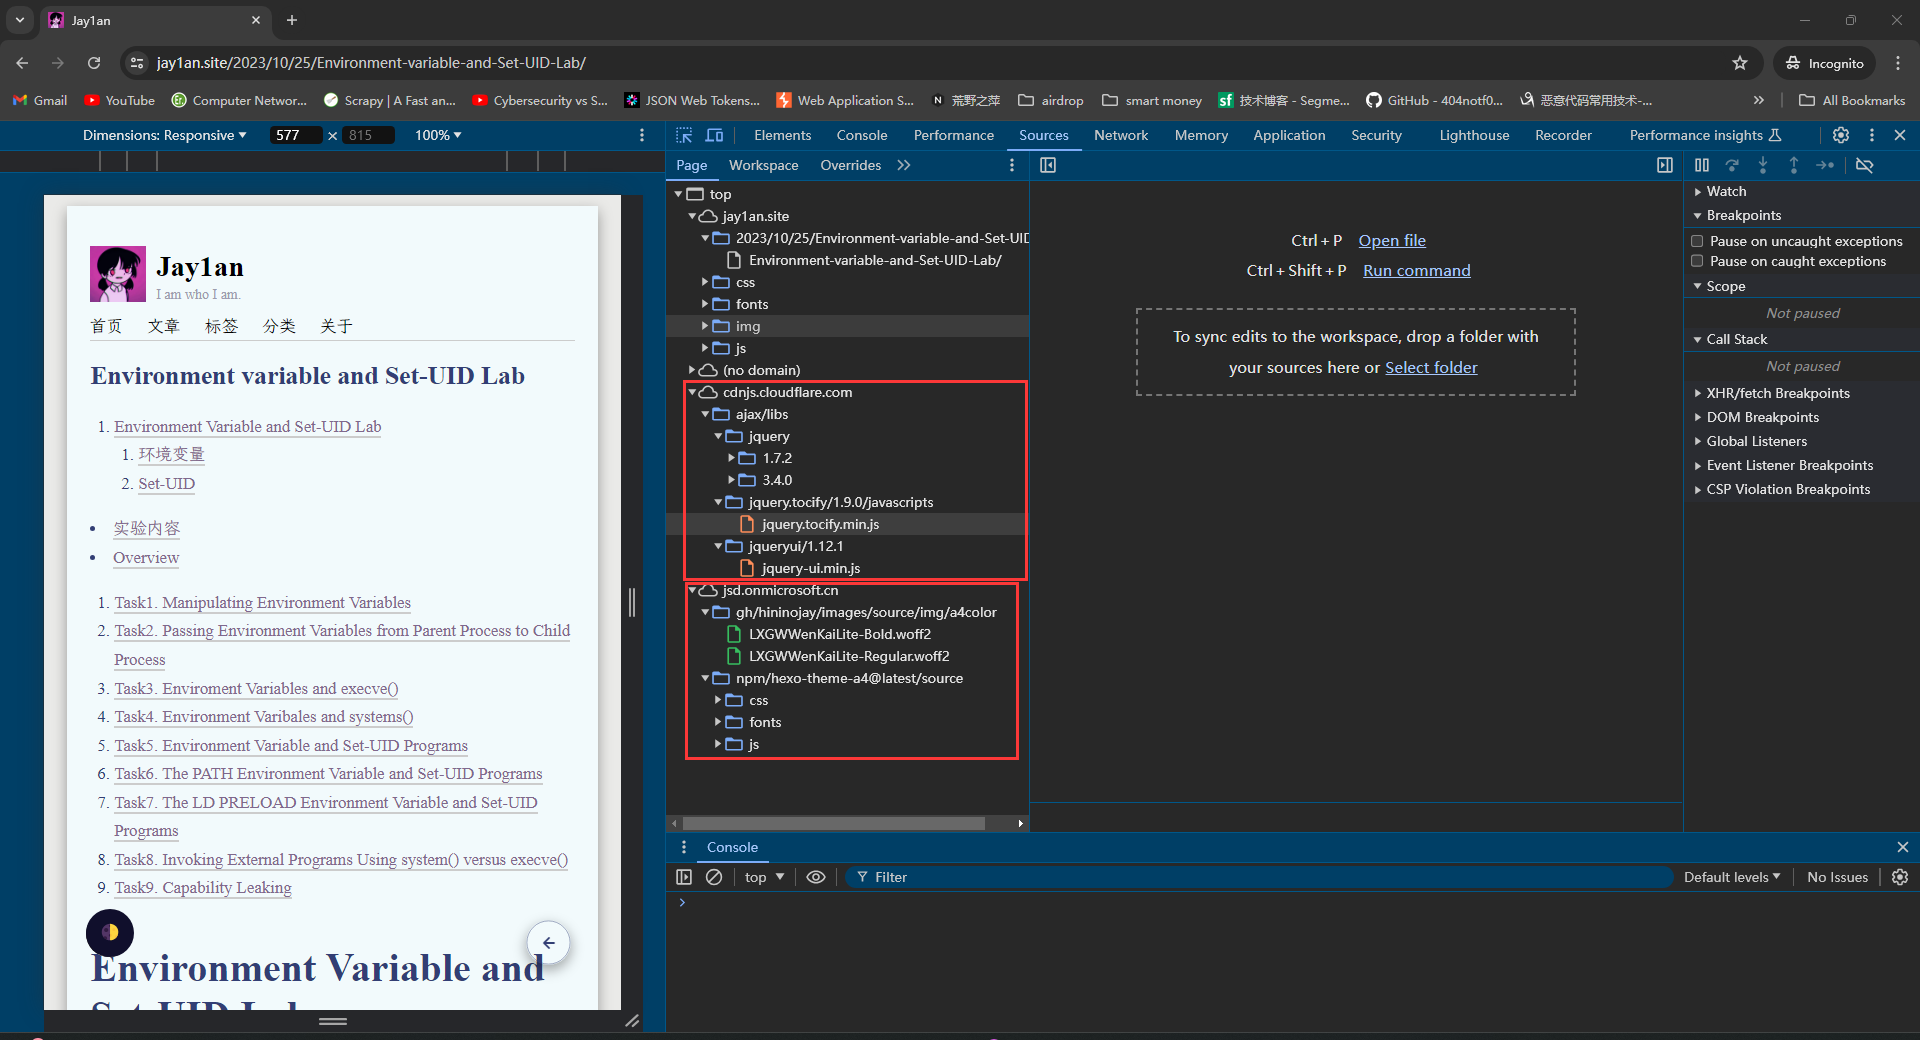 Jay1an
jay1an.site/2023/10/25/Environment-variable-and-Set-UID-Lab/
Incognito
Gmail
YouTube
Computer Networ...
Scrapy | A Fast an...
Cybersecurity vs S...
JSON Web Tokens...
Web Application S...
荒野之萍
airdrop
smart money
技术博客 - Segme...
GitHub - 404notf0...
恶意代码常用技术-...
All Bookmarks
Dimensions: Responsive
577 × 815
100%
Elements
Console
Performance
Sources
Network
Memory
Application
Security
Lighthouse
Recorder
Performance insights
Page
Workspace
Overrides
top
jay1an.site
2023/10/25/Environment-variable-and-Set-UID
Environment-variable-and-Set-UID-Lab/
css
fonts
img
js
(no domain)
cdnjs.cloudflare.com
ajax/libs
jquery
1.7.2
3.4.0
jquery.tocify/1.9.0/javascripts
jquery.tocify.min.js
jqueryui/1.12.1
jquery-ui.min.js
jsd.onmicrosoft.cn
gh/hininojay/images/source/img/a4color
LXGWWenKaiLite-Bold.woff2
LXGWWenKaiLite-Regular.woff2
npm/hexo-theme-a4@latest/source
css
fonts
js
Ctrl + P Open file
Ctrl + Shift + P Run command
To sync edits to the workspace, drop a folder with
your sources here or Select folder
Watch
Breakpoints
Pause on uncaught exceptions
Pause on caught exceptions
Scope
Not paused
Call Stack
Not paused
XHR/fetch Breakpoints
DOM Breakpoints
Global Listeners
Event Listener Breakpoints
CSP Violation Breakpoints
Console
top
Filter
Default levels
No Issues
Jay1an
I am who I am.
首页 文章 标签 分类 关于
Environment variable and Set-UID Lab
1. Environment Variable and Set-UID Lab
1. 环境变量
2. Set-UID
• 实验内容
• Overview
1. Task1. Manipulating Environment Variables
2. Task2. Passing Environment Variables from Parent Process to Child
Process
3. Task3. Enviroment Variables and execve()
4. Task4. Environment Varibales and systems()
5. Task5. Environment Variable and Set-UID Programs
6. Task6. The PATH Environment Variable and Set-UID Programs
7. Task7. The LD PRELOAD Environment Variable and Set-UID
Programs
8. Task8. Invoking External Programs Using system() versus execve()
9. Task9. Capability Leaking
Environment Variable and
Set-UID Lab